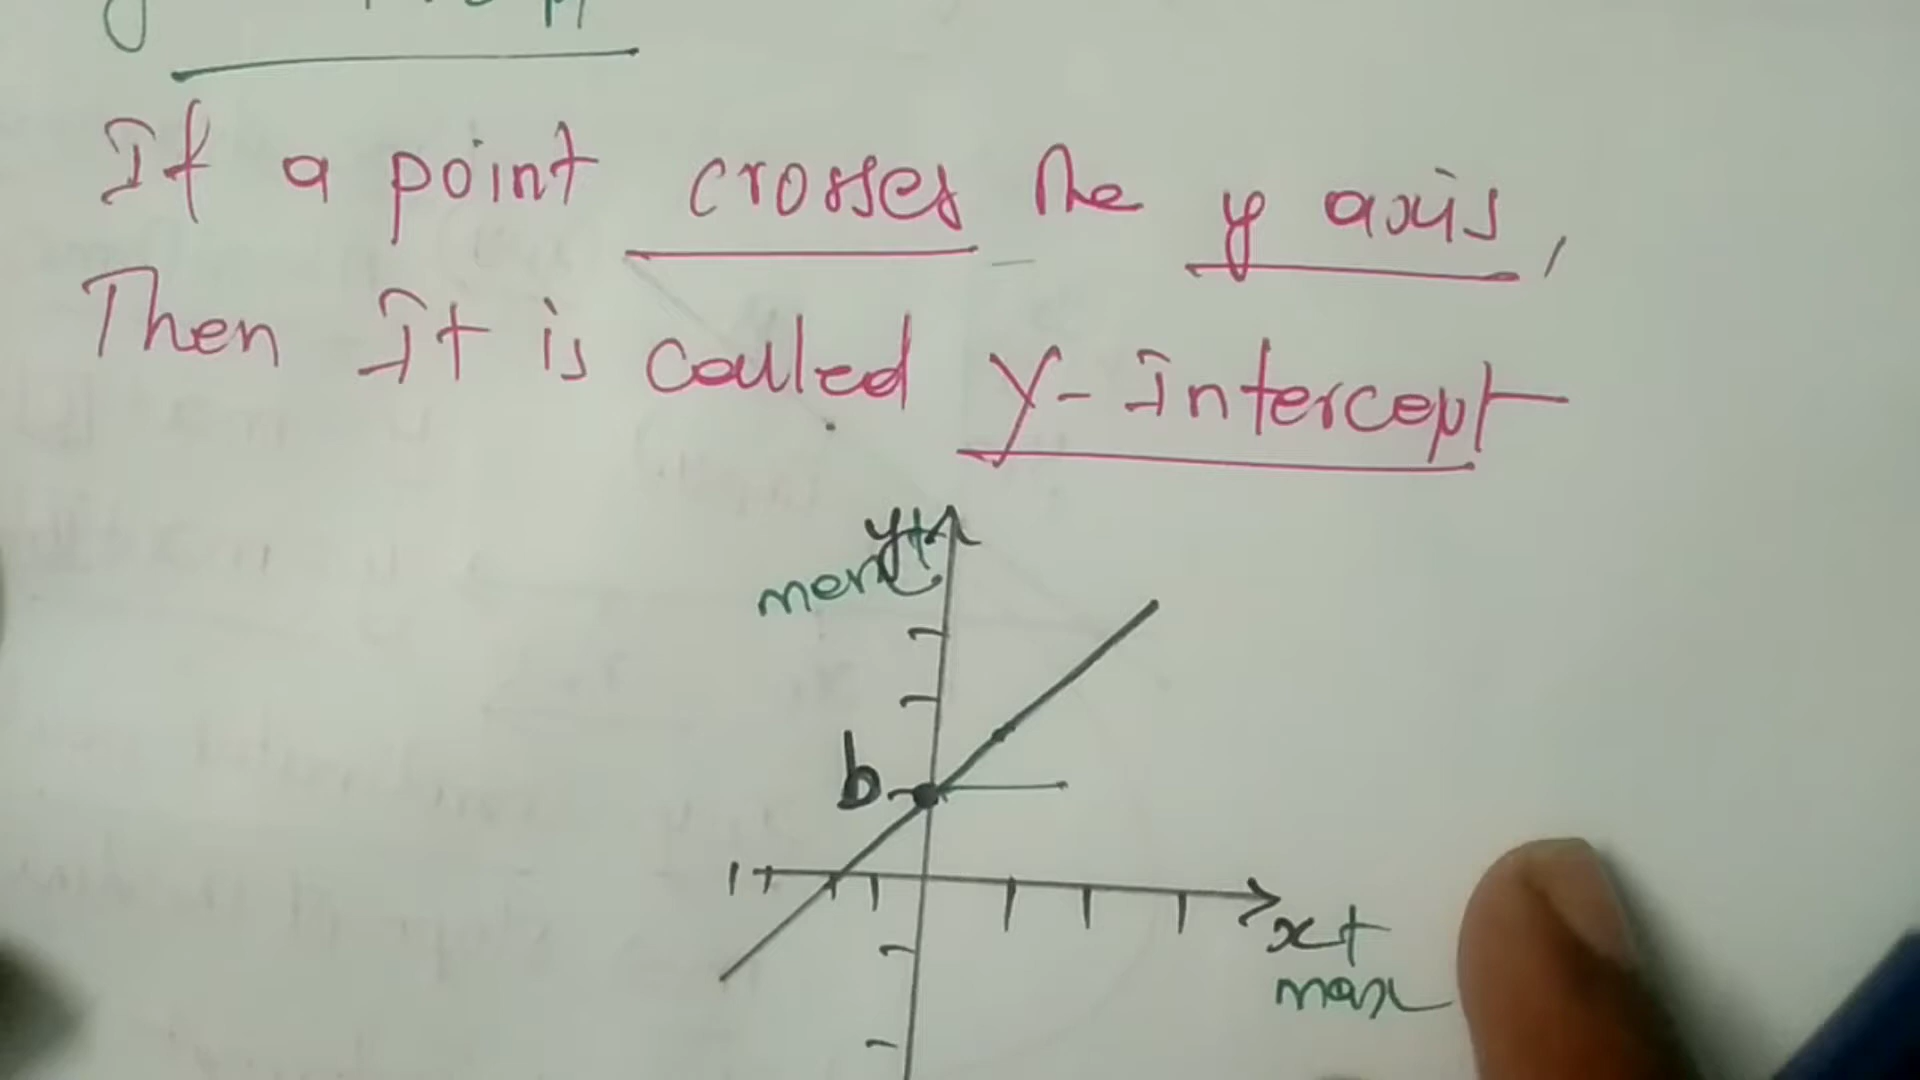 If a point crosses the y axis,
Then It is called Y-Intercept
y+
b
x+